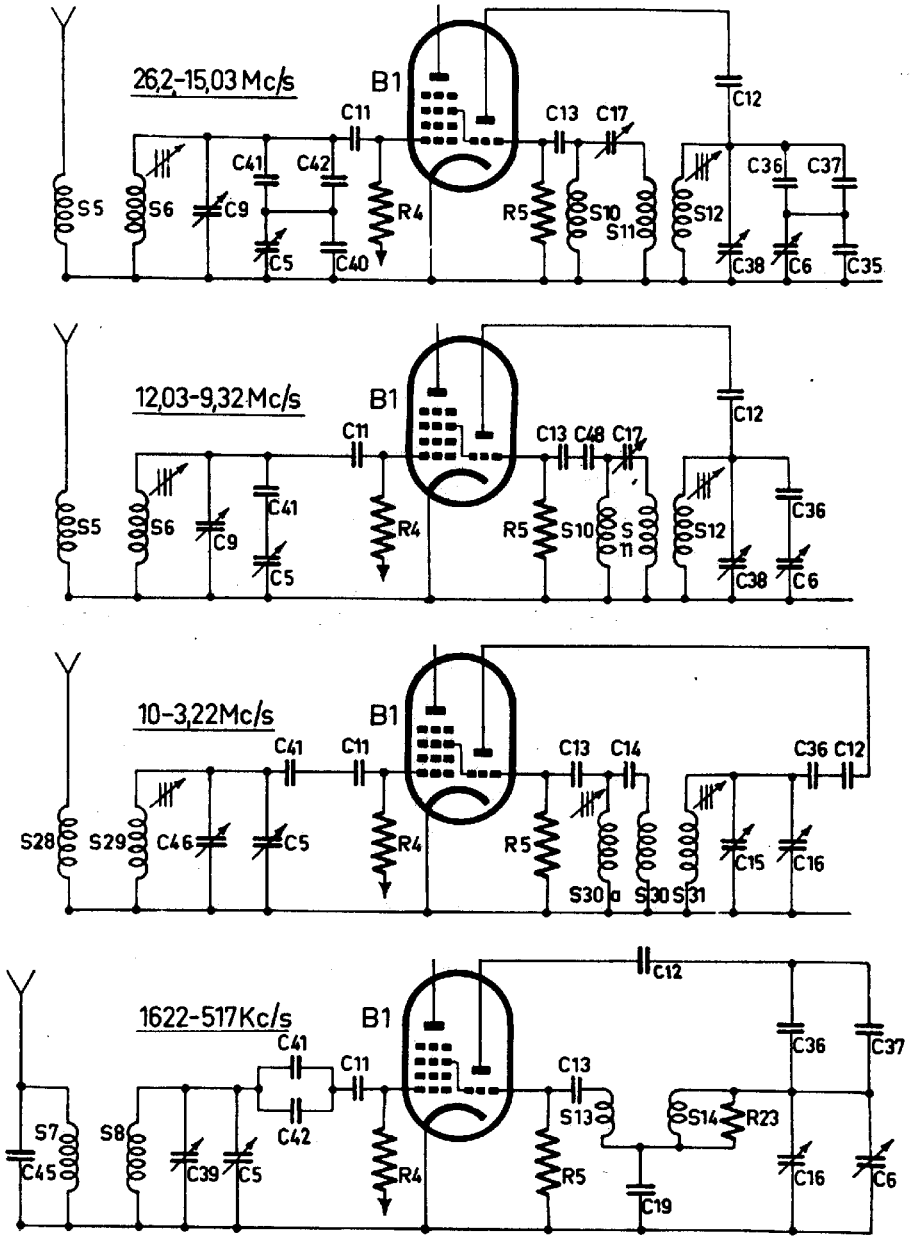 26,2-15,03 Mc/s
B1
C11
C13
C17
C12
C41
C42
C36
C37
S5
S6
C9
R4
R5
S10
S11
S12
C5
C40
C38
C6
C35
12,03-9,32 Mc/s
B1
C12
C11
C13
C48
C17
C41
C36
S5
S6
C9
R4
R5
S10
S
11
S12
C5
C38
C6
10-3,22 Mc/s
B1
C41
C11
C13
C14
C36
C12
S28
S29
C46
C5
R4
R5
C15
C16
S30a
S30
S31
1622-517 Kc/s
B1
C12
C41
C11
C13
C36
C37
C42
S7
S8
S13
S14
R23
C45
C39
C5
R4
R5
C19
C16
C6